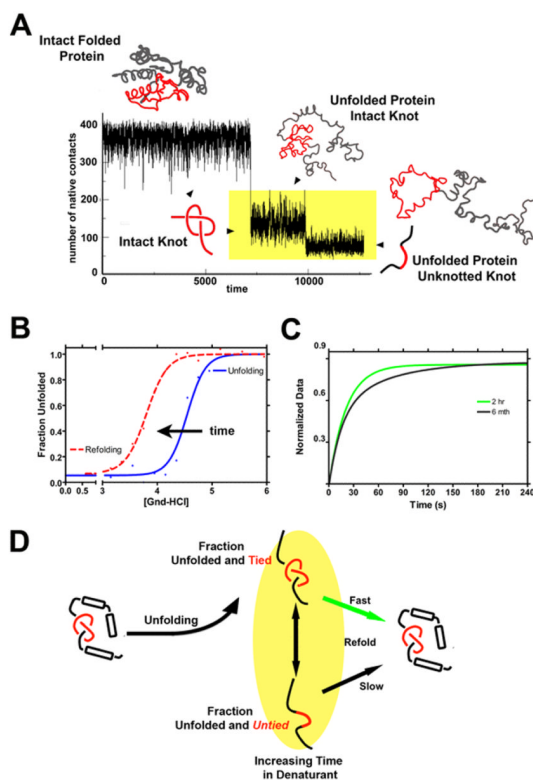 A
Intact Folded
Protein
Unfolded Protein
Intact Knot
number of native contacts
400
300
200
100
0
Intact Knot
Unfolded Protein
Unknotted Knot
0
5000
10000
time
B
Fraction Unfolded
1.0
0.8
0.6
0.4
0.2
0.0
Unfolding
time
Refolding
0.0
0.5
3
4
5
6
[Gnd-HCl]
C
Normalized Data
0.9
0.6
0.3
2 hr
6 mth
0
30
60
90
120
150
180
210
240
Time (s)
D
Fraction
Unfolded and Tied
Unfolding
Fast
Refold
Slow
Fraction
Unfolded and Untied
Increasing Time
in Denaturant